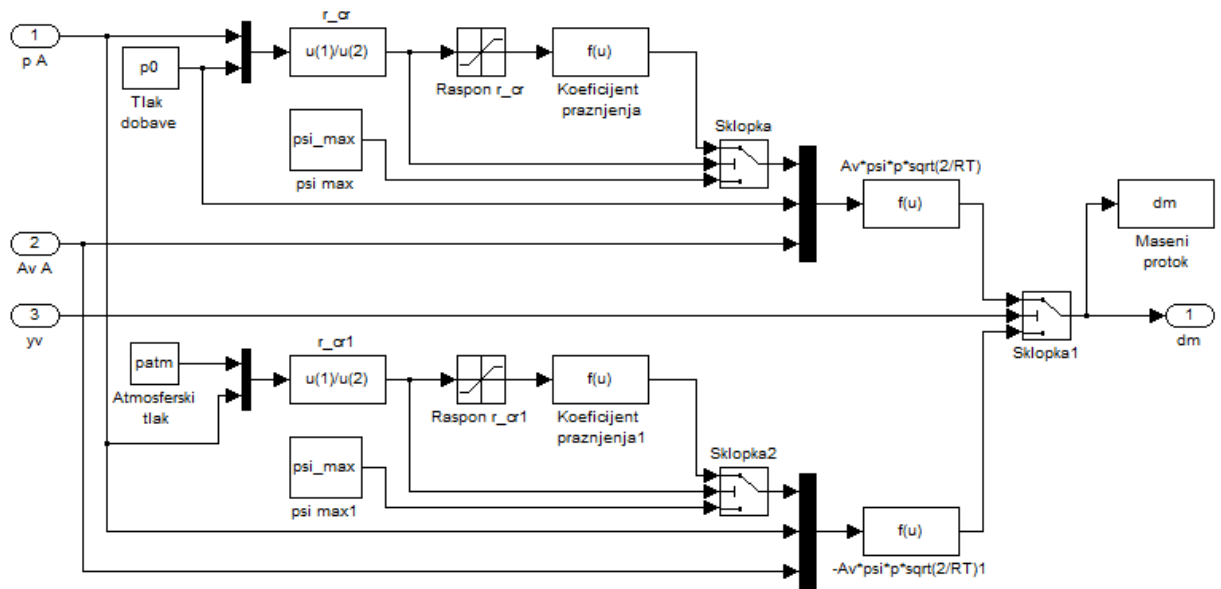 1
p A
p0
Tlak
dobave
r_cr
u(1)/u(2)
Raspon r_cr
f(u)
Koeficijent
praznjenja
psi_max
psi max
Sklopka
Av*psi*p*sqrt(2/RT)
f(u)
dm
Maseni
protok
2
Av A
3
yv
Sklopka1
1
dm
patm
Atmosferski
tlak
r_cr1
u(1)/u(2)
Raspon r_cr1
f(u)
Koeficijent
praznjenja1
psi_max
psi max1
Sklopka2
f(u)
-Av*psi*p*sqrt(2/RT)1